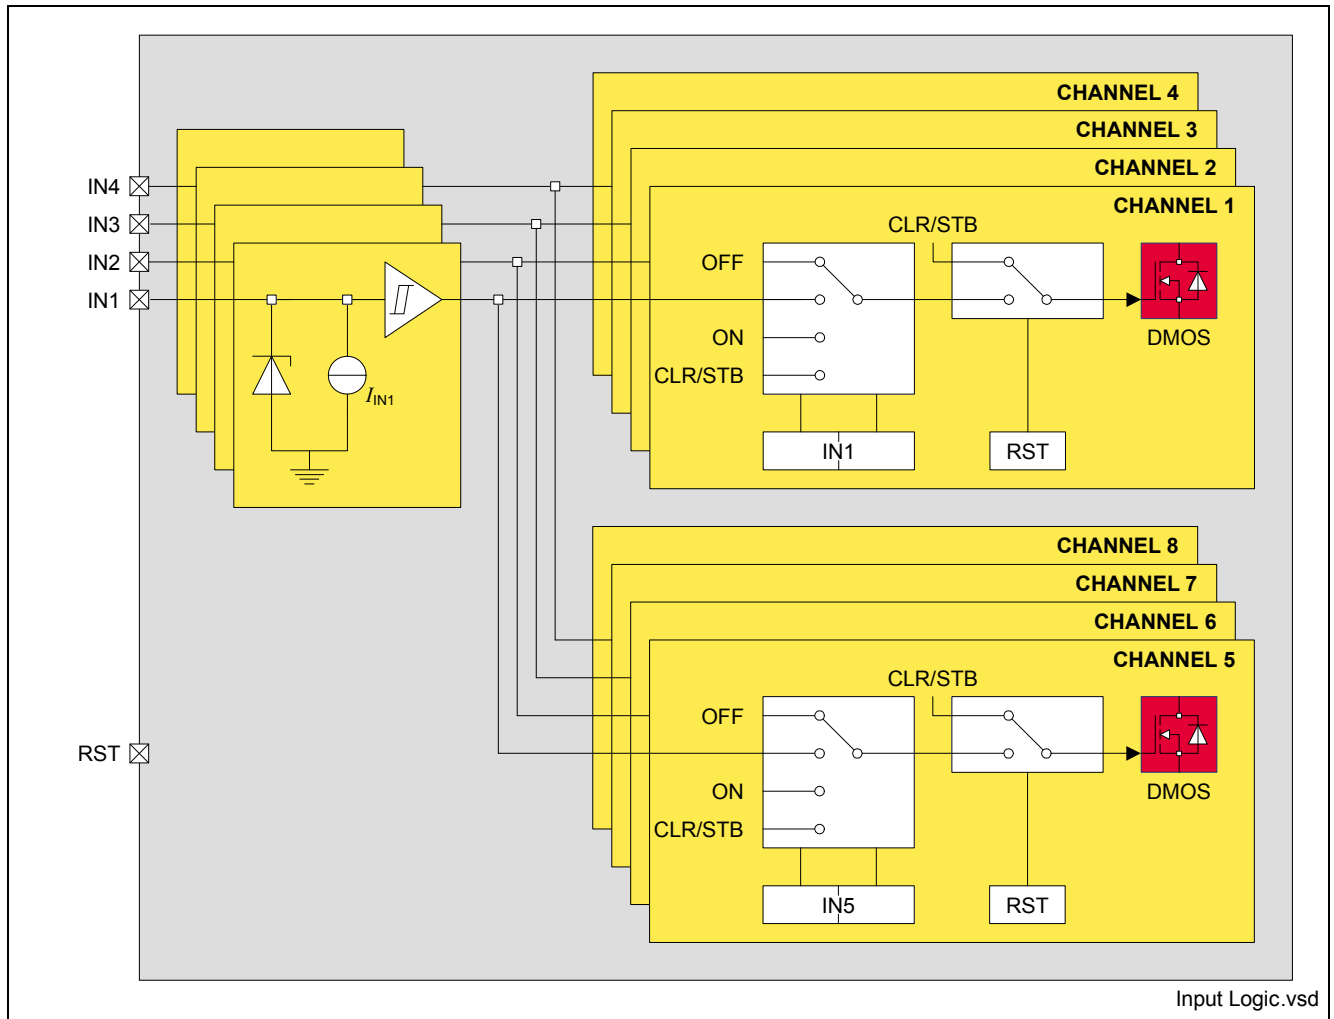 CHANNEL 4
CHANNEL 3
CHANNEL 2
CHANNEL 1
IN4
IN3
IN2
IN1
I IN1
CLR/STB
OFF
ON
CLR/STB
DMOS
IN1
RST
CHANNEL 8
CHANNEL 7
CHANNEL 6
CHANNEL 5
RST
CLR/STB
OFF
ON
CLR/STB
DMOS
IN5
RST
Input Logic.vsd